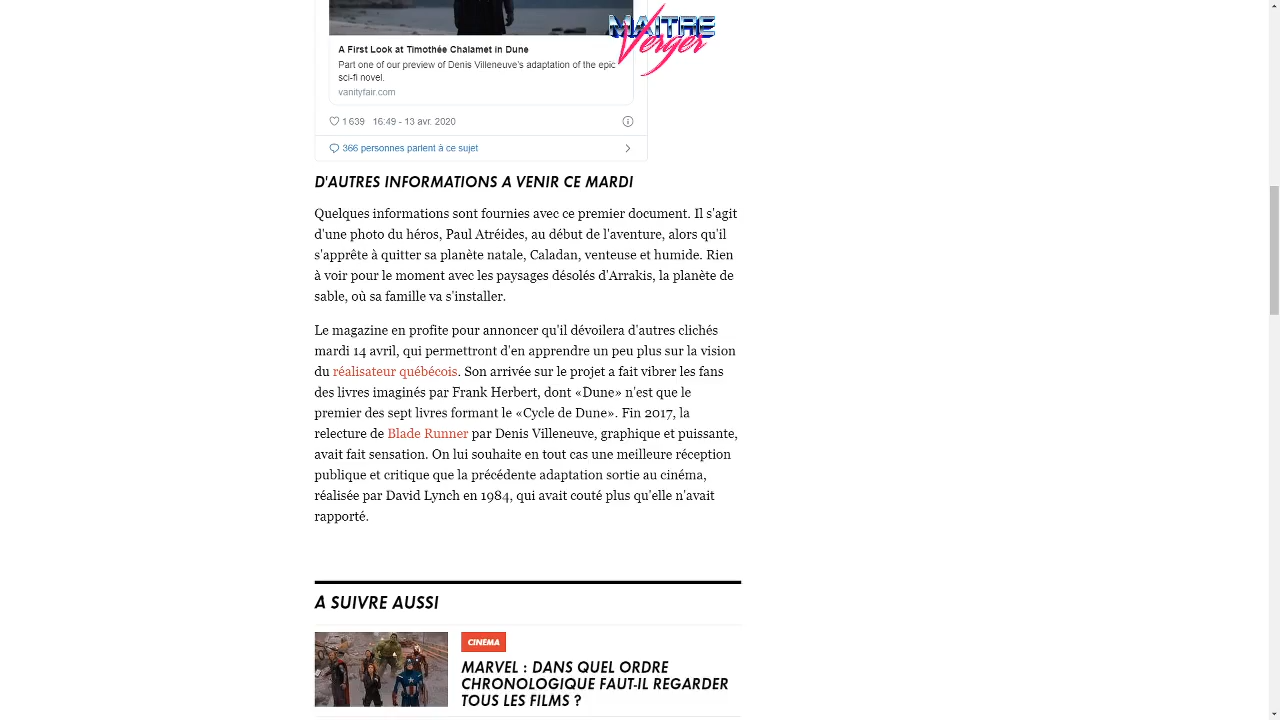 MAITRE
Verger
A First Look at Timothée Chalamet in Dune
Part one of our preview of Denis Villeneuve's adaptation of the epic
sci-fi novel.
vanityfair.com
1 639 16:49 - 13 avr. 2020
366 personnes parlent à ce sujet
D'AUTRES INFORMATIONS A VENIR CE MARDI
Quelques informations sont fournies avec ce premier document. Il s'agit
d'une photo du héros, Paul Atréides, au début de l'aventure, alors qu'il
s'apprête à quitter sa planète natale, Caladan, venteuse et humide. Rien
à voir pour le moment avec les paysages désolés d'Arrakis, la planète de
sable, où sa famille va s'installer.
Le magazine en profite pour annoncer qu'il dévoilera d'autres clichés
mardi 14 avril, qui permettront d'en apprendre un peu plus sur la vision
du réalisateur québécois. Son arrivée sur le projet a fait vibrer les fans
des livres imaginés par Frank Herbert, dont «Dune» n'est que le
premier des sept livres formant le «Cycle de Dune». Fin 2017, la
relecture de Blade Runner par Denis Villeneuve, graphique et puissante,
avait fait sensation. On lui souhaite en tout cas une meilleure réception
publique et critique que la précédente adaptation sortie au cinéma,
réalisée par David Lynch en 1984, qui avait couté plus qu'elle n'avait
rapporté.
A SUIVRE AUSSI
CINEMA
MARVEL : DANS QUEL ORDRE
CHRONOLOGIQUE FAUT-IL REGARDER
TOUS LES FILMS ?